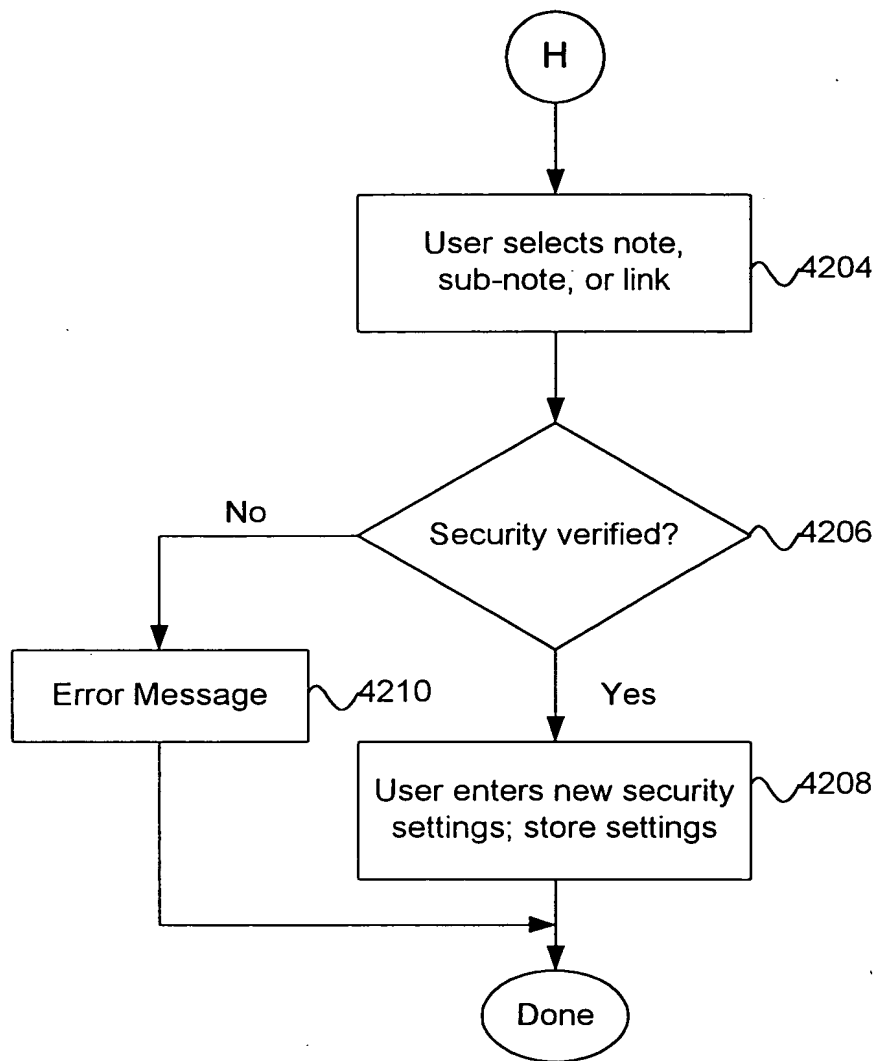 H
User selects note,
sub-note, or link
4204
Security verified?
4206
No
Yes
Error Message
4210
User enters new security
settings; store settings
4208
Done